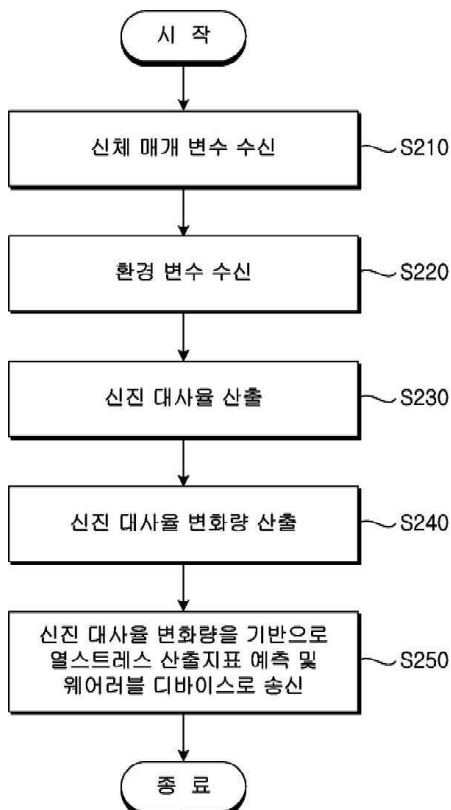 시 작
신체 매개 변수 수신
S210
환경 변수 수신
S220
신진 대사율 산출
S230
신진 대사율 변화량 산출
S240
신진 대사율 변화량을 기반으로
열스트레스 산출지표 예측 및
웨어러블 디바이스로 송신
S250
종 료